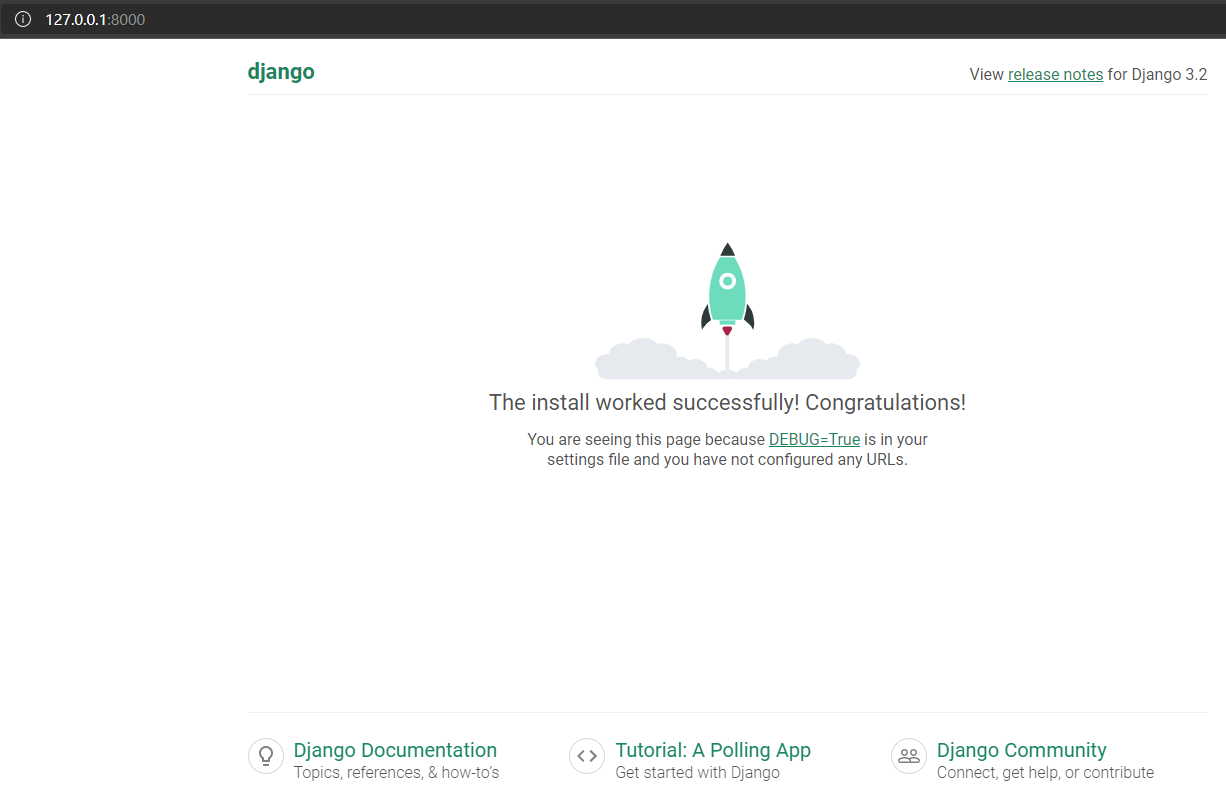 127.0.0.1:8000
django
View release notes for Django 3.2
The install worked successfully! Congratulations!
You are seeing this page because DEBUG=True is in your
settings file and you have not configured any URLs.
Django Documentation
Topics, references, & how-to’s
Tutorial: A Polling App
Get started with Django
Django Community
Connect, get help, or contribute